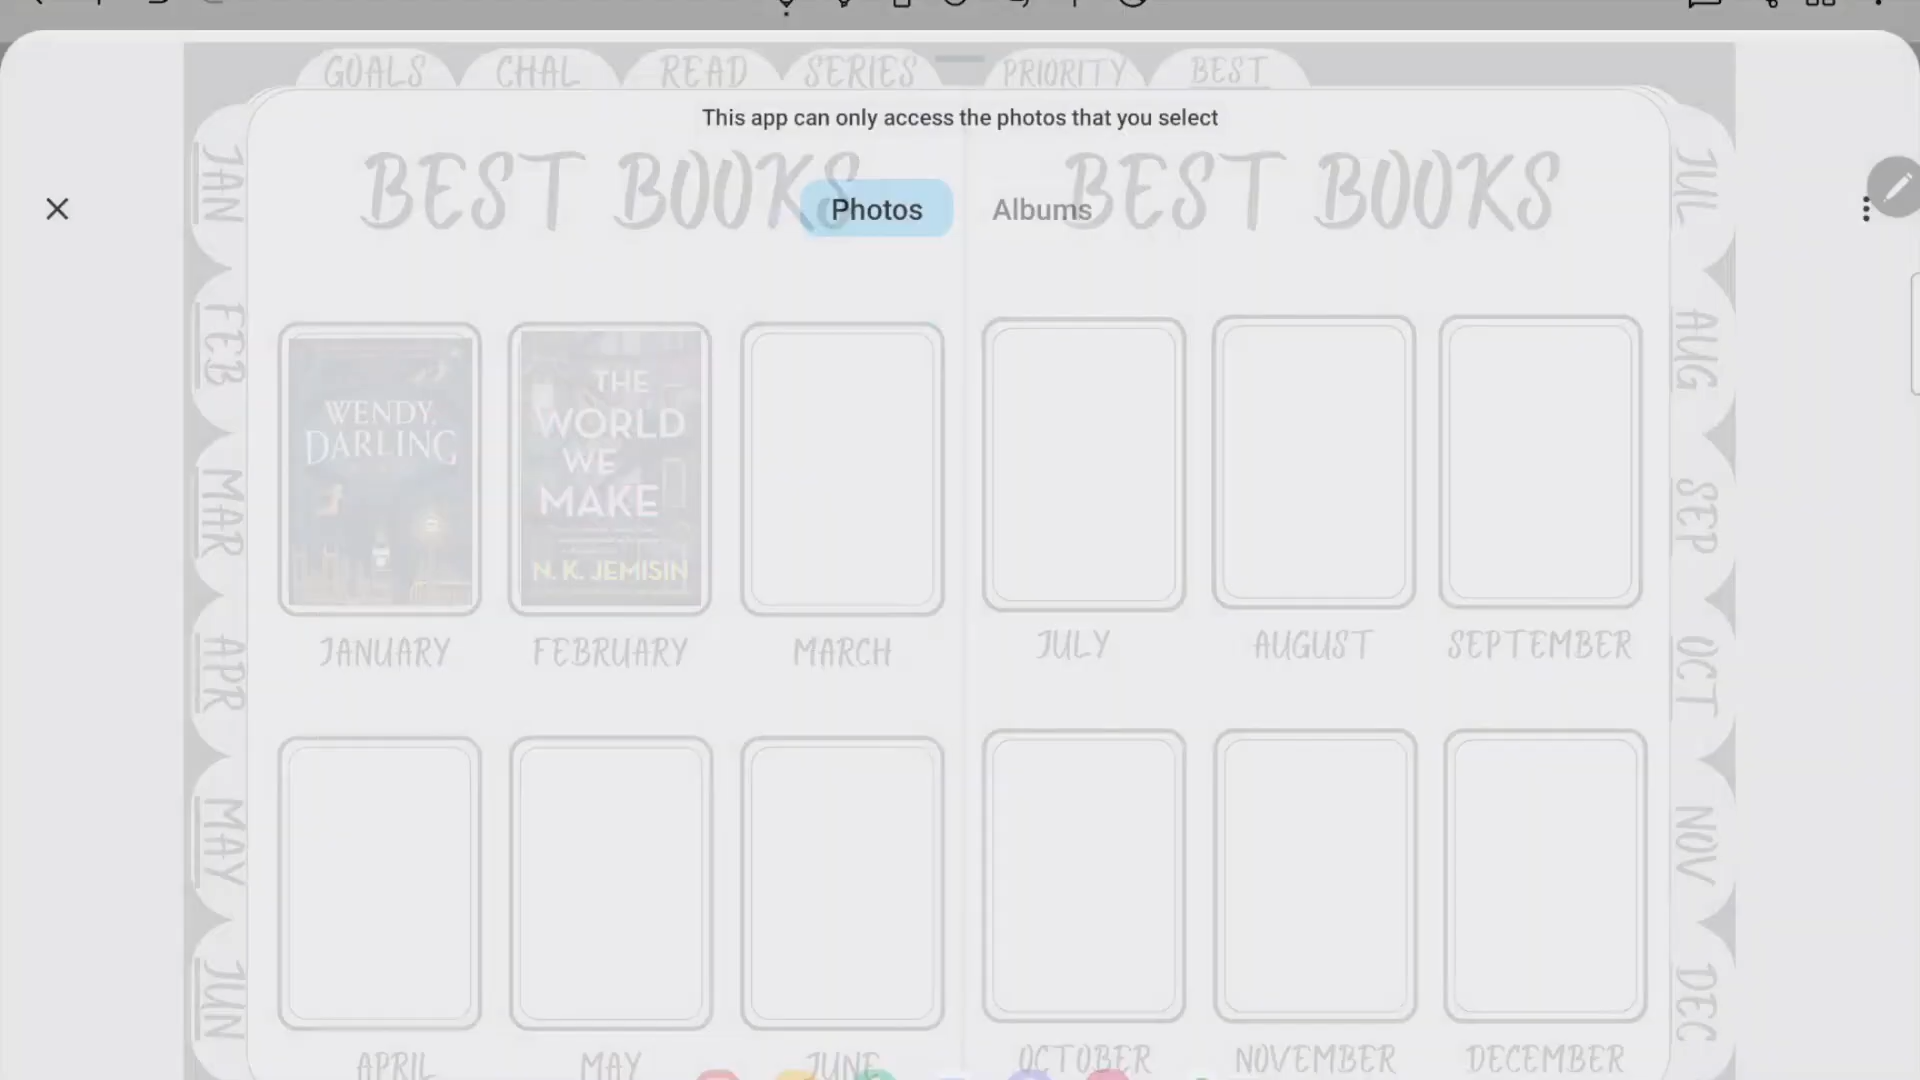 GOALS CHAL READ SERIES PRIORITY BEST
This app can only access the photos that you select
BEST BOOKS
BEST BOOKS
Photos Albums
JAN
FEB
MAR
APR
MAY
JUN
WENDY,
DARLING
THE
WORLD
WE
MAKE
N. K. JEMISIN
JANUARY FEBRUARY MARCH
JULY AUGUST SEPTEMBER
APRIL MAY JUNE
OCTOBER NOVEMBER DECEMBER
JUL
AUG
SEP
OCT
NOV
DEC